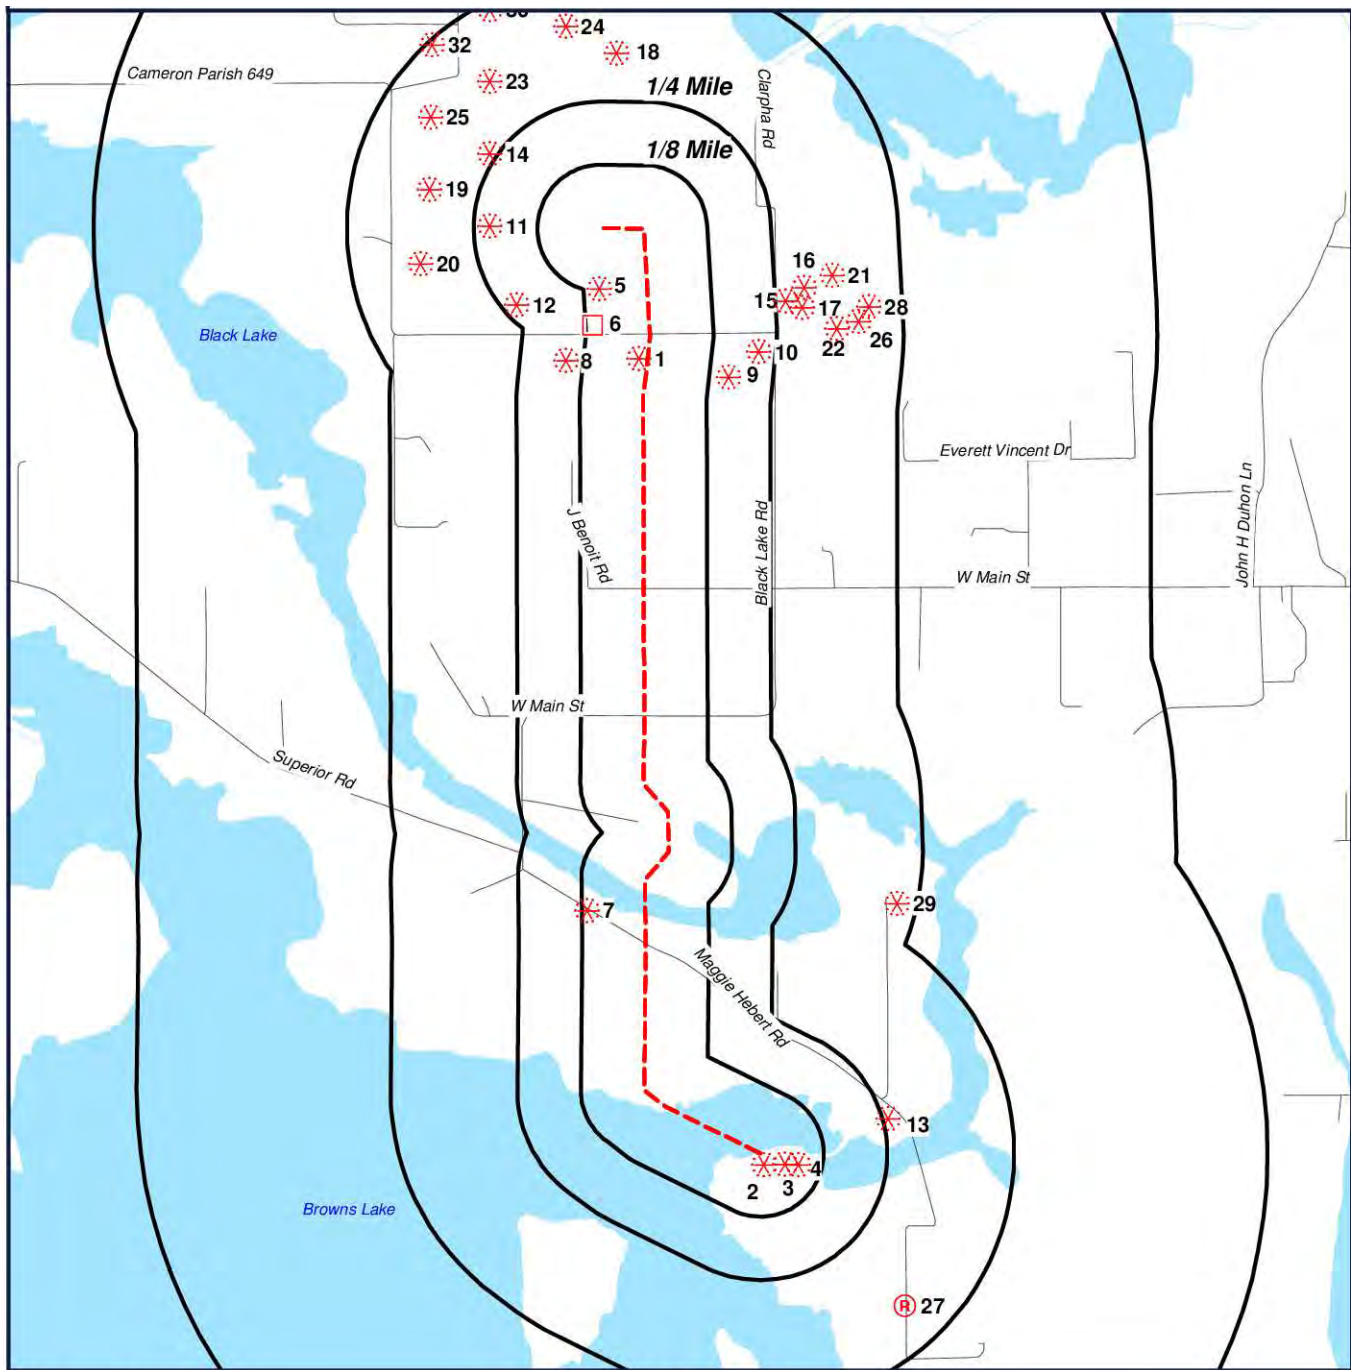 24
32
18
Cameron Parish 649
23
1/4 Mile
25
Clarpha Rd
14
1/8 Mile
19
11
20
16
21
5
12
15
17
28
6
Black Lake
22
26
8
1
10
9
Everett Vincent Dr
John H Duhon Ln
J Benoit Rd
Black Lake Rd
W Main St
W Main St
Superior Rd
29
7
Maggie Hebert Rd
13
4
2
3
Browns Lake
R
27